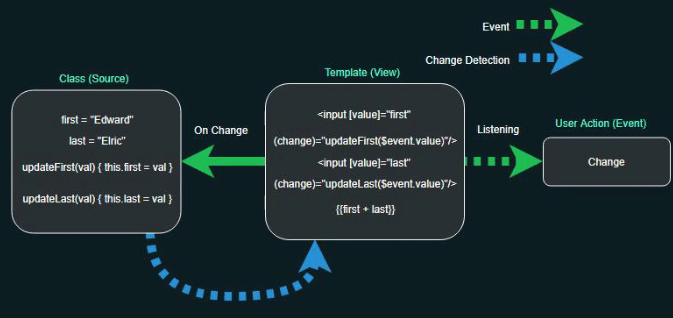 Event
Change Detection
Class (Source)
first = "Edward"
last = "Elric"
updateFirst(val) { this.first = val }
updateLast(val) { this.last = val }
On Change
Template (View)
<input [value]="first"
(change)="updateFirst($event.value)"/>
<input [value]="last"
(change)="updateLast($event.value)"/>
{{first + last}}
Listening
User Action (Event)
Change